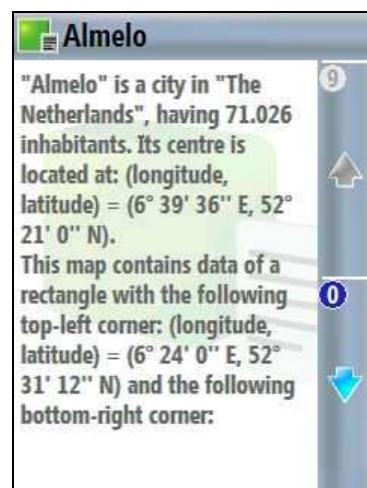 Almelo
"Almelo" is a city in "The
Netherlands", having 71.026
inhabitants. Its centre is
located at: (longitude,
latitude) = (6° 39' 36'' E, 52°
21' 0'' N).
This map contains data of a
rectangle with the following
top-left corner: (longitude,
latitude) = (6° 24' 0'' E, 52°
31' 12'' N) and the following
bottom-right corner:
9
0